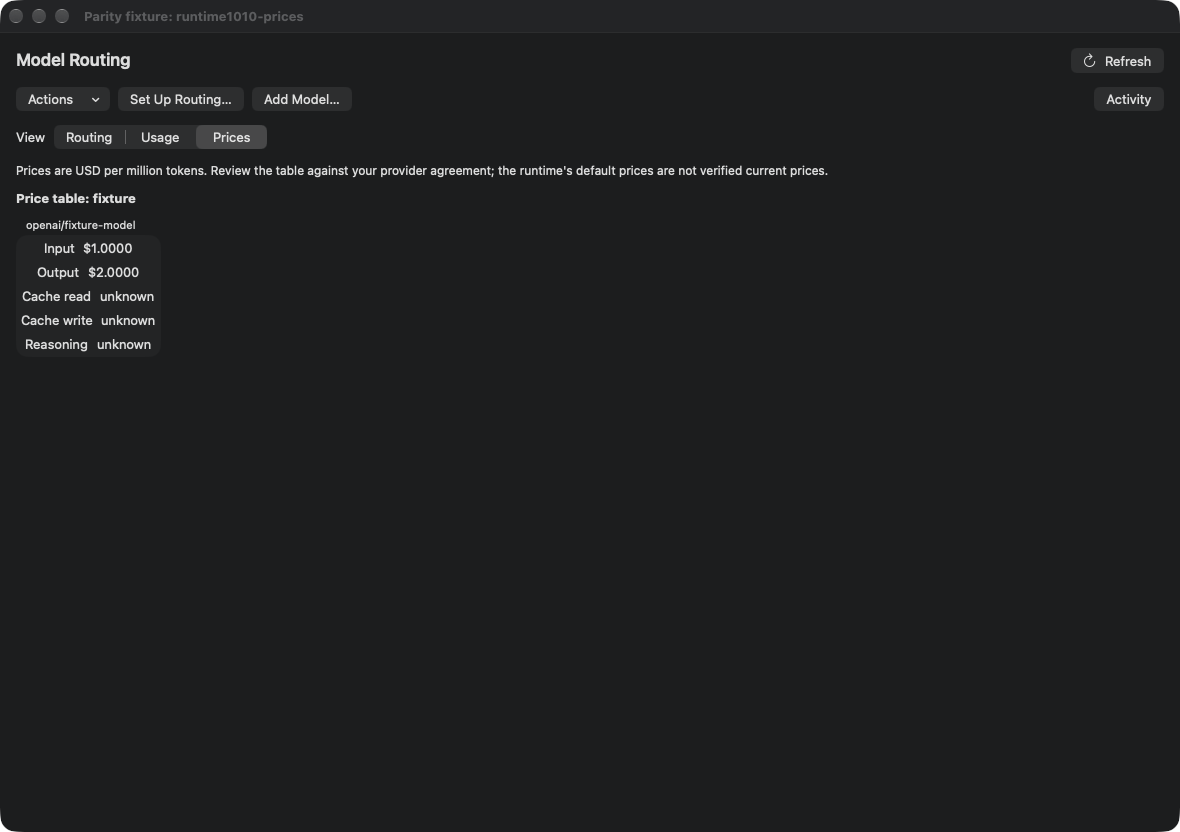 Parity fixture: runtime1010-prices
Model Routing
Refresh
Actions
Set Up Routing...
Add Model...
Activity
View
Routing
Usage
Prices
Prices are USD per million tokens. Review the table against your provider agreement; the runtime's default prices are not verified current prices.
Price table: fixture
openai/fixture-model
Input $1.0000
Output $2.0000
Cache read unknown
Cache write unknown
Reasoning unknown